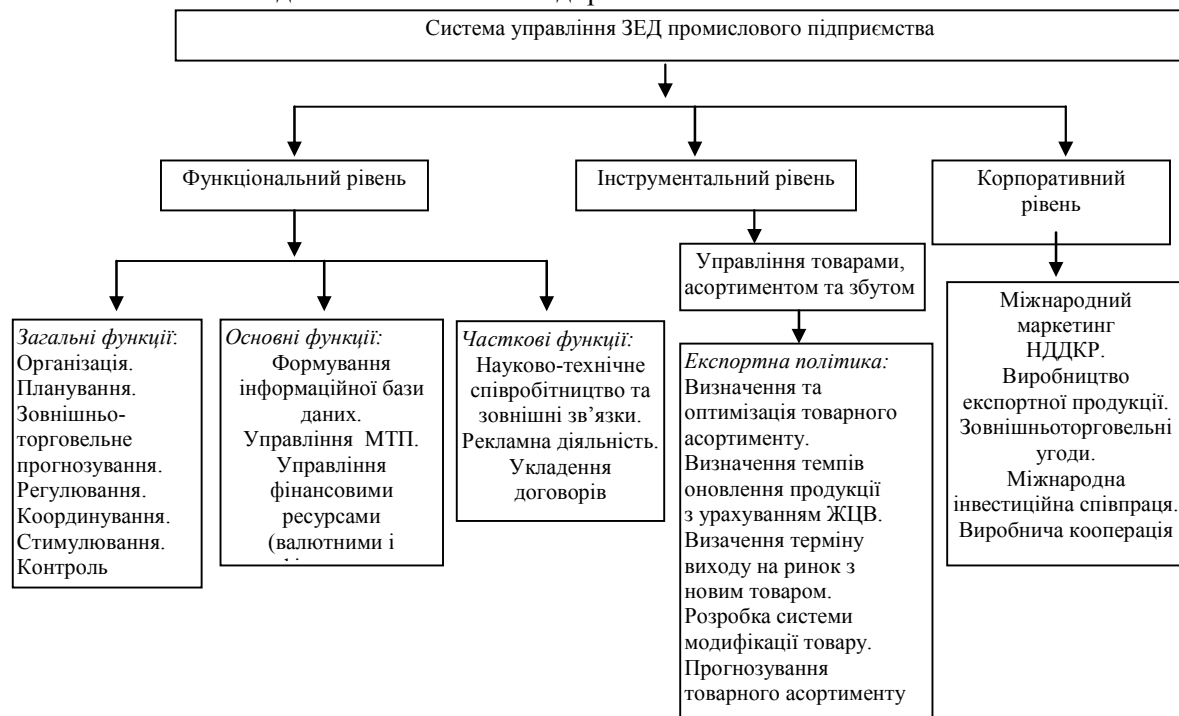 Система управління ЗЕД промислового підприємства
Функціональний рівень
Інструментальний рівень
Корпоративний
рівень
Управління товарами,
асортиментом та збутом
Загальні функції:
Організація.
Планування.
Зовнішньо-
торговельне
прогнозування.
Регулювання.
Координування.
Стимулювання.
Контроль
Основні функції:
Формування
інформаційної бази
даних.
Управління МТП.
Управління
фінансовими
ресурсами
(валютними і
Часткові функції:
Науково-технічне
співробітництво та
зовнішні зв’язки.
Рекламна діяльність.
Укладення
договорів
Експортна політика:
Визначення та
оптимізація товарного
асортименту.
Визначення темпів
оновлення продукції
з урахуванням ЖЦВ.
Визачення терміну
виходу на ринок з
новим товаром.
Розробка системи
модифікації товару.
Прогнозування
товарного асортименту
Міжнародний
маркетинг
НДДКР.
Виробництво
експортної продукції.
Зовнішньоторговельні
угоди.
Міжнародна
інвестиційна співпраця.
Виробнича кооперація